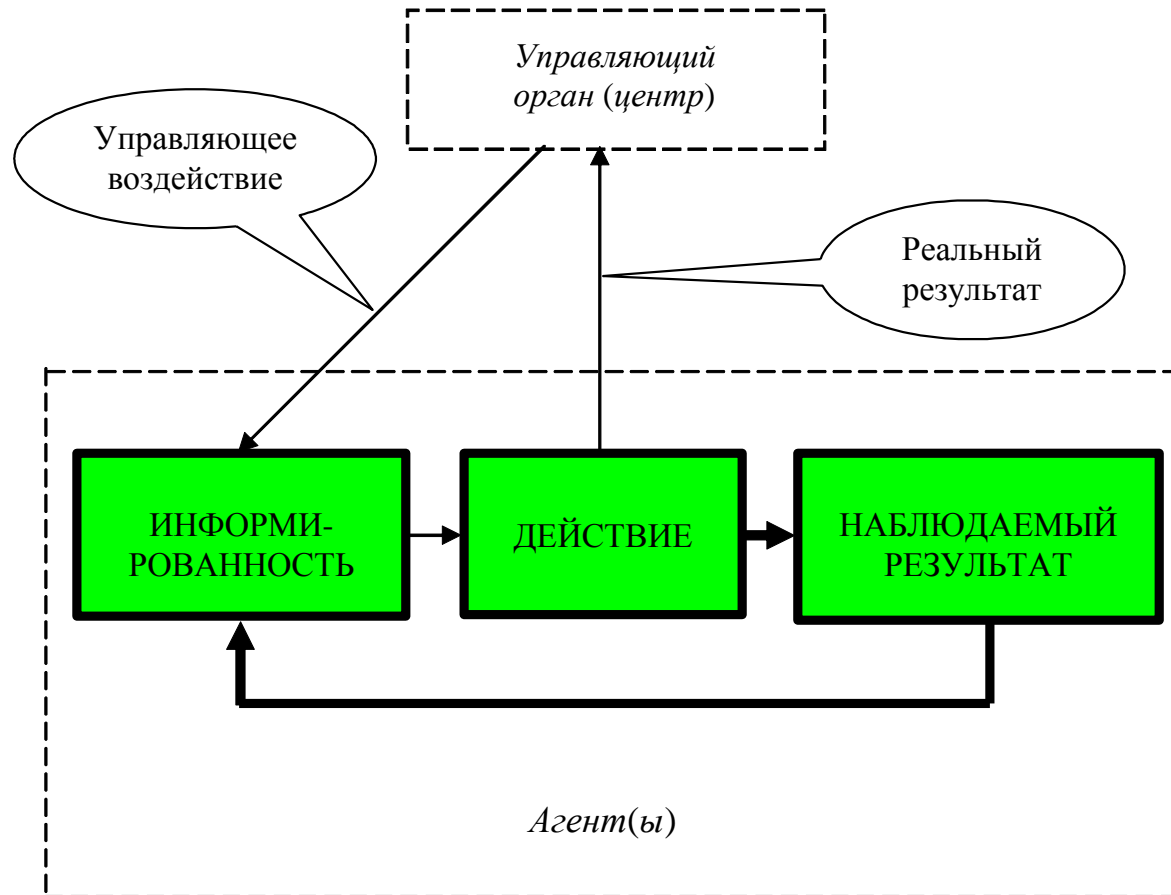 Управляющий
орган (центр)
Управляющее
воздействие
Реальный
результат
ИНФОРМИ-
РОВАННОСТЬ
ДЕЙСТВИЕ
НАБЛЮДАЕМЫЙ
РЕЗУЛЬТАТ
Агент(ы)